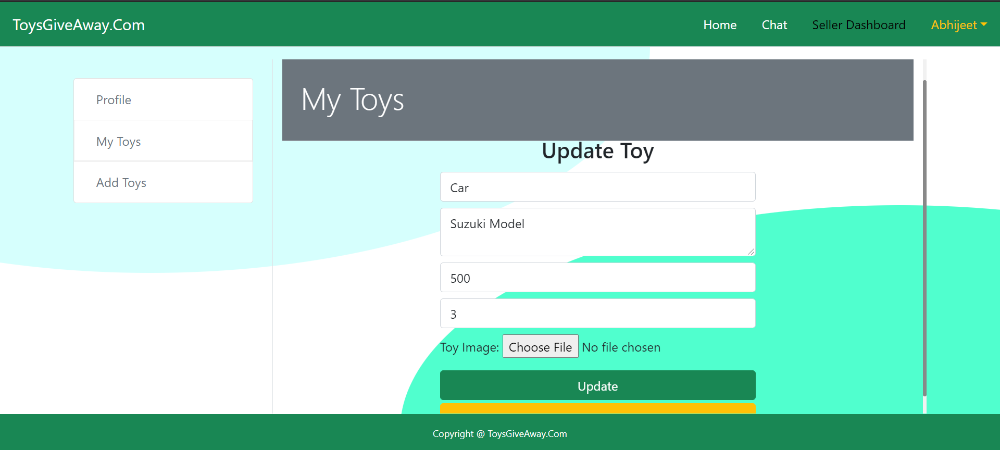 ToysGiveAway.Com
Home Chat Seller Dashboard Abhijeet
Profile
My Toys
Add Toys
My Toys
Update Toy
Car
Suzuki Model
500
3
Toy Image: Choose File No file chosen
Update
Copyright @ ToysGiveAway.Com